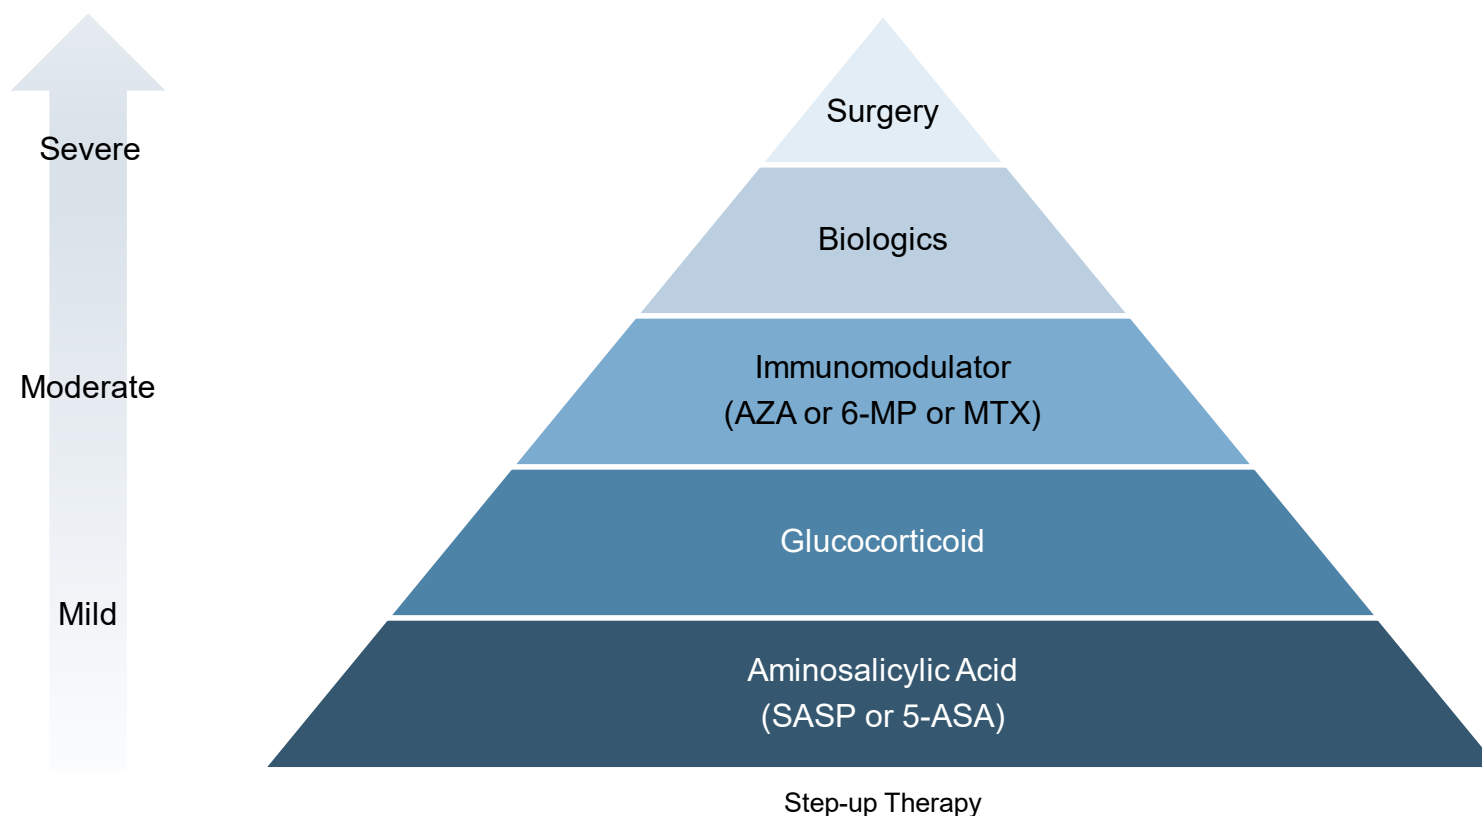 Severe
Moderate
Mild
Surgery
Biologics
Immunomodulator
(AZA or 6-MP or MTX)
Glucocorticoid
Aminosalicylic Acid
(SASP or 5-ASA)
Step-up Therapy